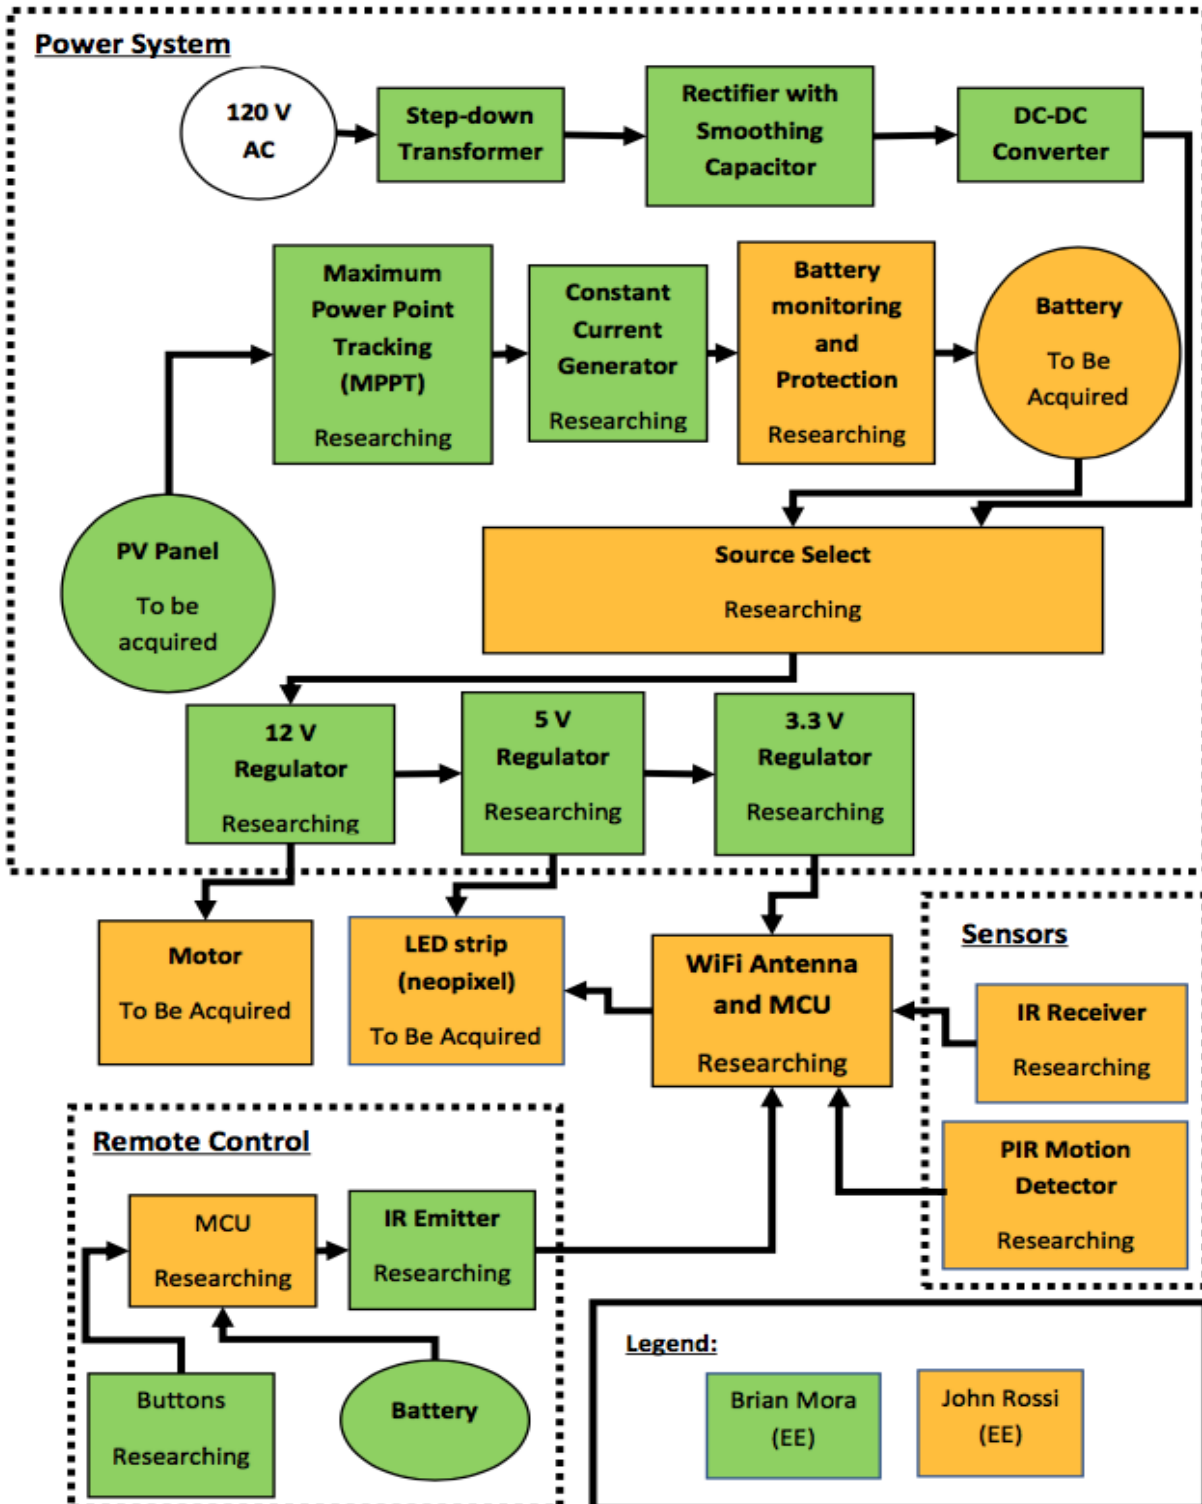 Power System
120 V
AC
Step-down
Transformer
Rectifier with
Smoothing
Capacitor
DC-DC
Converter
Maximum
Power Point
Tracking
(MPPT)
Researching
Constant
Current
Generator
Researching
Battery
monitoring
and
Protection
Researching
Battery
To Be
Acquired
PV Panel
To be
acquired
Source Select
Researching
12 V
Regulator
Researching
5 V
Regulator
Researching
3.3 V
Regulator
Researching
Motor
To Be Acquired
LED strip
(neopixel)
To Be Acquired
WiFi Antenna
and MCU
Researching
Sensors
IR Receiver
Researching
PIR Motion
Detector
Researching
Remote Control
MCU
Researching
IR Emitter
Researching
Buttons
Researching
Battery
Legend:
Brian Mora
(EE)
John Rossi
(EE)